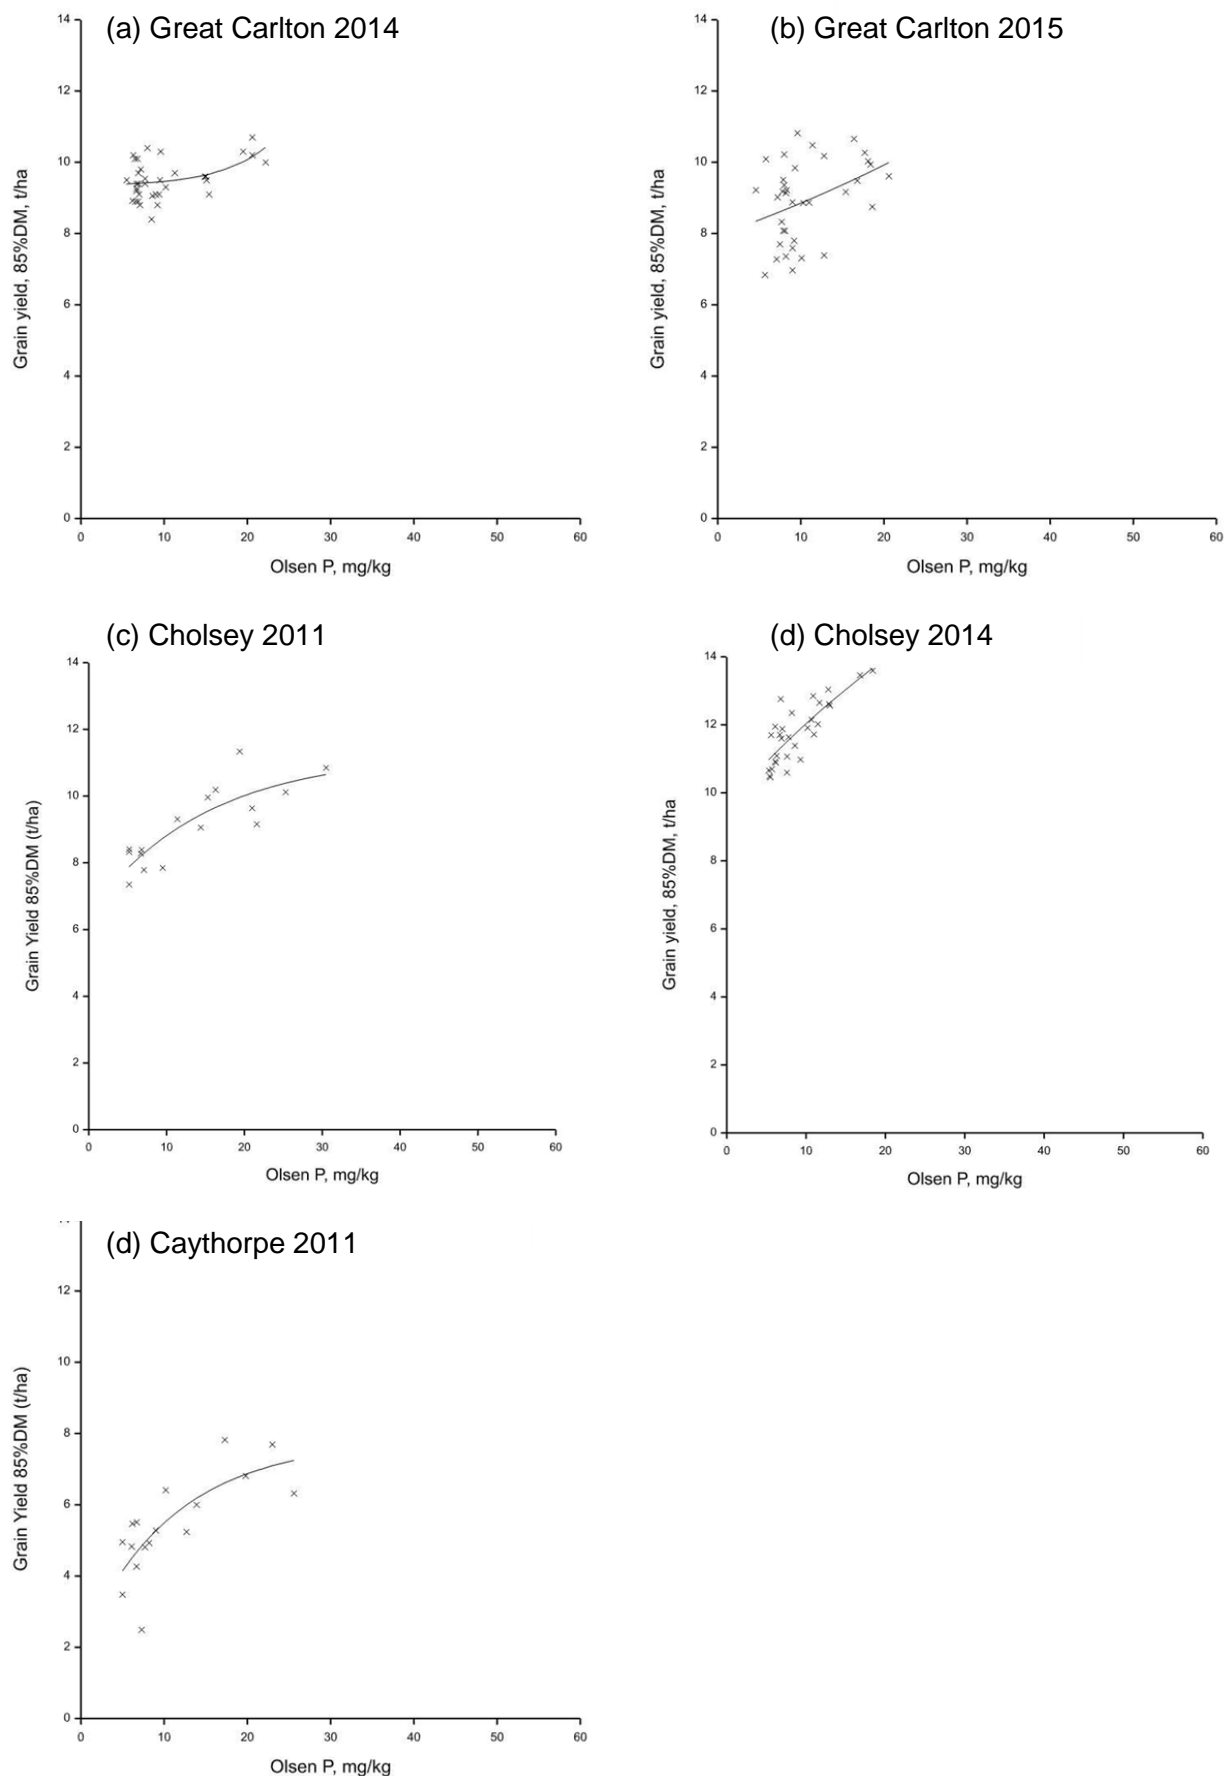 (a) Great Carlton 2014
14
12
10
8
6
4
2
0
0 10 20 30 40 50 60
Grain yield, 85%DM, t/ha
Olsen P, mg/kg
(b) Great Carlton 2015
14
12
10
8
6
4
2
0
0 10 20 30 40 50 60
Grain yield, 85%DM, t/ha
Olsen P, mg/kg
(c) Cholsey 2011
14
12
10
8
6
4
2
0
0 10 20 30 40 50 60
Grain Yield 85%DM (t/ha)
Olsen P, mg/kg
(d) Cholsey 2014
14
12
10
8
6
4
2
0
0 10 20 30 40 50 60
Grain yield, 85%DM, t/ha
Olsen P, mg/kg
(d) Caythorpe 2011
12
10
8
6
4
2
0
0 10 20 30 40 50 60
Grain Yield 85%DM (t/ha)
Olsen P, mg/kg